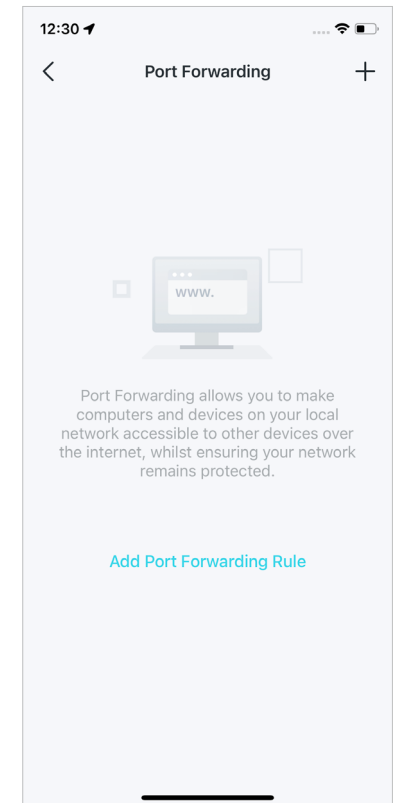 12:30
Port Forwarding
www.
Port Forwarding allows you to make
computers and devices on your local
network accessible to other devices over
the internet, whilst ensuring your network
remains protected.
Add Port Forwarding Rule